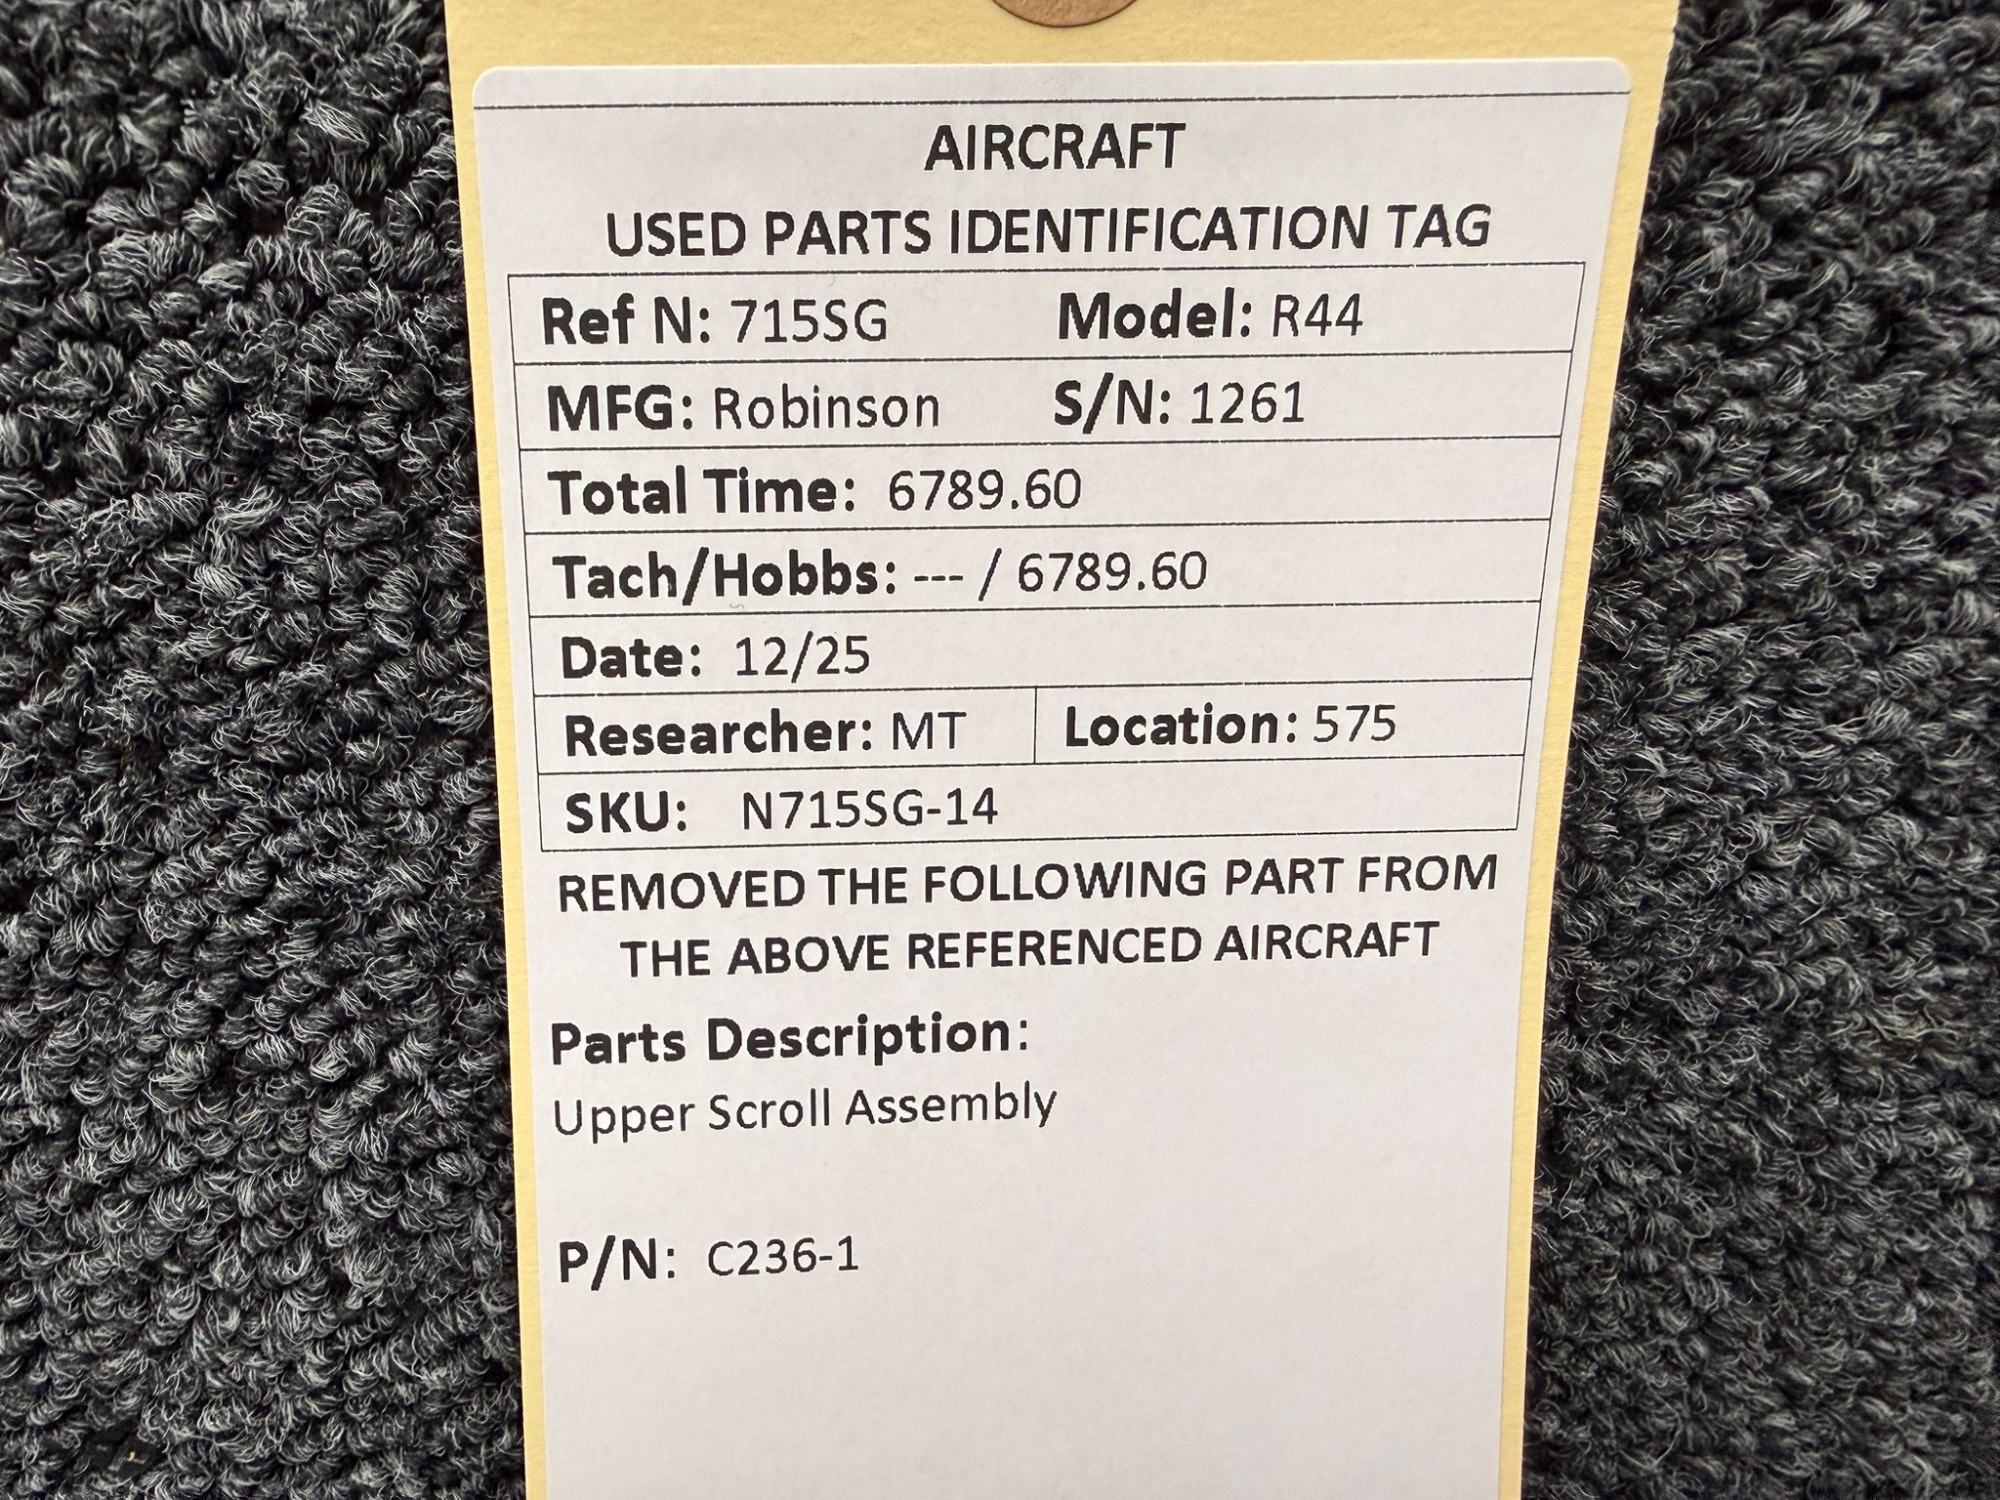 AIRCRAFT
USED PARTS IDENTIFICATION TAG
Ref N: 715SG Model: R44
MFG: Robinson S/N: 1261
Total Time: 6789.60
Tach/Hobbs: --- / 6789.60
Date: 12/25
Researcher: MT Location: 575
SKU: N715SG-14
REMOVED THE FOLLOWING PART FROM
THE ABOVE REFERENCED AIRCRAFT
Parts Description:
Upper Scroll Assembly
P/N: C236-1